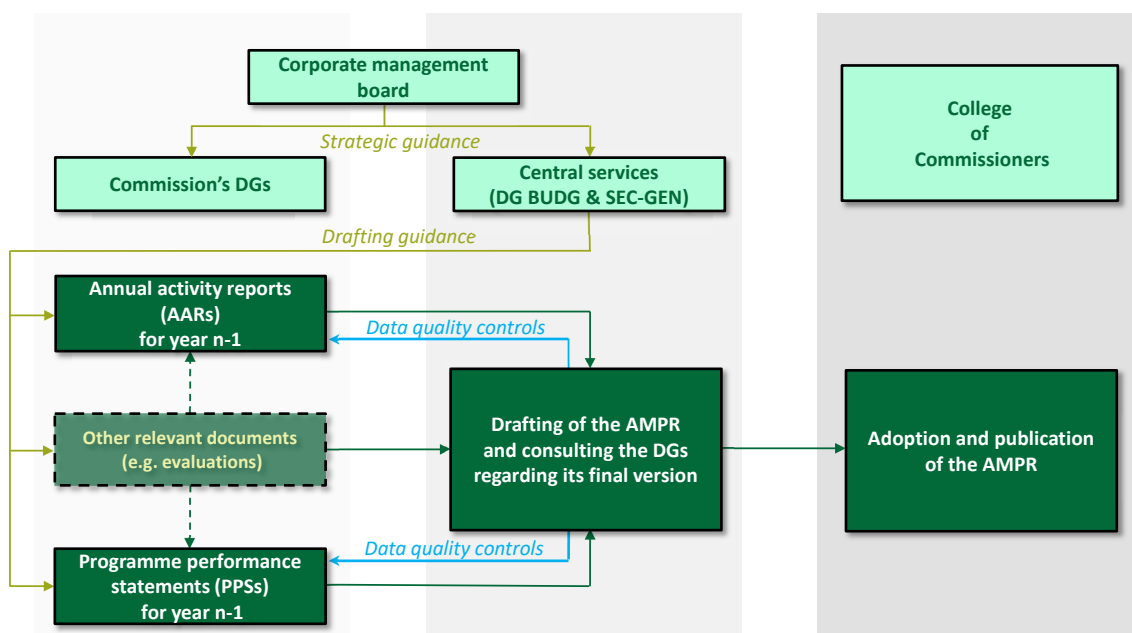 Corporate management
board
College
of
Commissioners
Strategic guidance
Commission’s DGs
Central services
(DG BUDG & SEC-GEN)
Drafting guidance
Annual activity reports
(AARs)
for year n-1
Data quality controls
Other relevant documents
(e.g. evaluations)
Drafting of the AMPR
and consulting the DGs
regarding its final version
Adoption and publication
of the AMPR
Data quality controls
Programme performance
statements (PPSs)
for year n-1